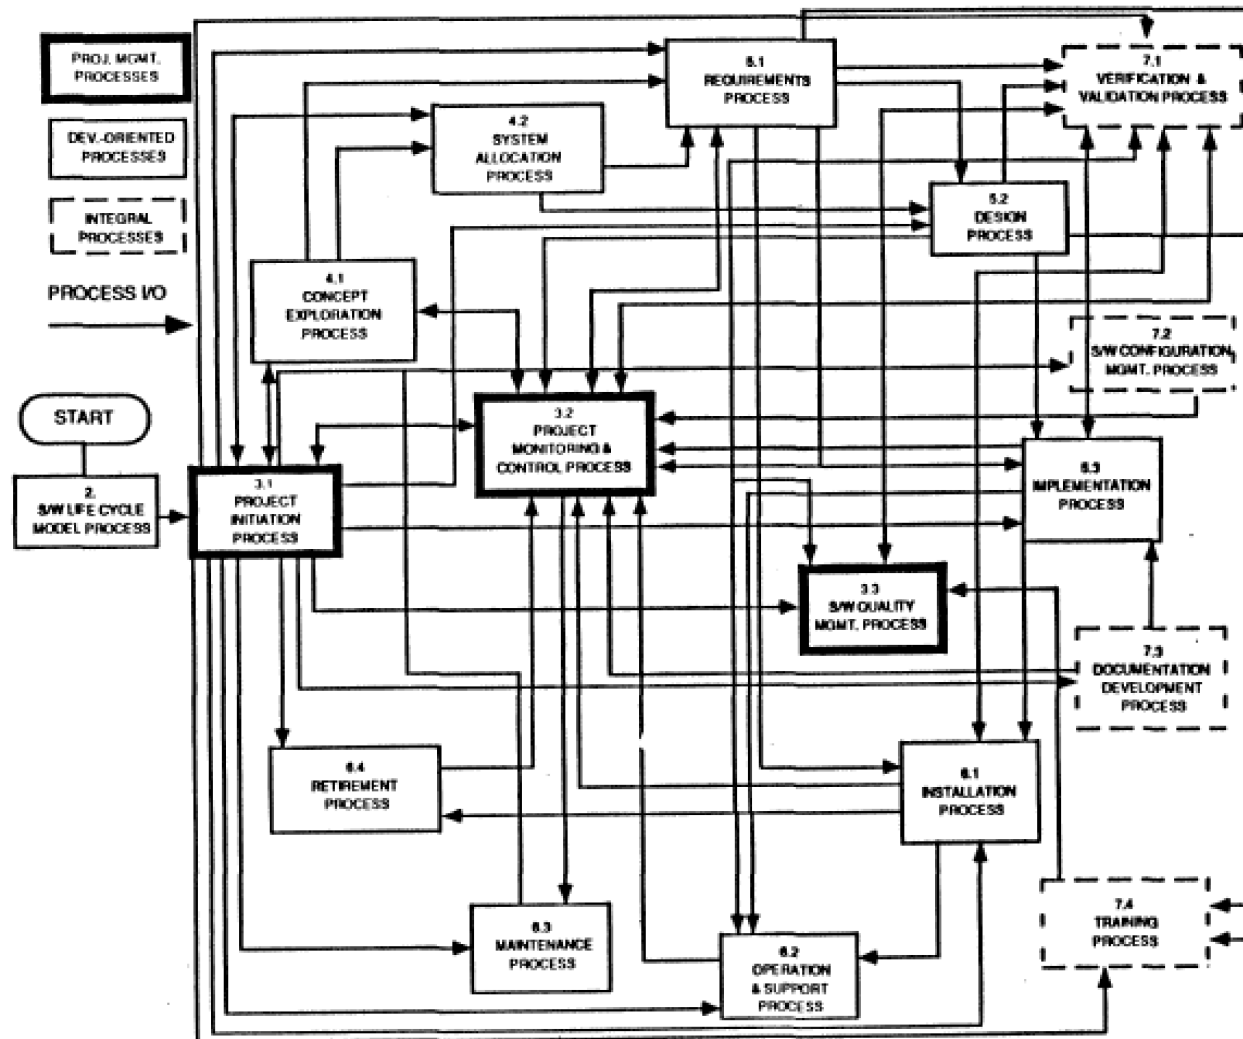 PROJ. MGMT.
PROCESSES
DEV.-ORIENTED
PROCESSES
INTEGRAL
PROCESSES
PROCESS I/O
START
2.
S/W LIFE CYCLE
MODEL PROCESS
3.1
PROJECT
INITIATION
PROCESS
4.1
CONCEPT
EXPLORATION
PROCESS
4.2
SYSTEM
ALLOCATION
PROCESS
5.1
REQUIREMENTS
PROCESS
7.1
VERIFICATION &
VALIDATION PROCESS
5.2
DESIGN
PROCESS
7.2
S/W CONFIGURATION
MGMT. PROCESS
3.2
PROJECT
MONITORING &
CONTROL PROCESS
5.3
IMPLEMENTATION
PROCESS
3.3
S/W QUALITY
MGMT. PROCESS
7.3
DOCUMENTATION
DEVELOPMENT
PROCESS
6.4
RETIREMENT
PROCESS
6.1
INSTALLATION
PROCESS
6.3
MAINTENANCE
PROCESS
6.2
OPERATION
& SUPPORT
PROCESS
7.4
TRAINING
PROCESS